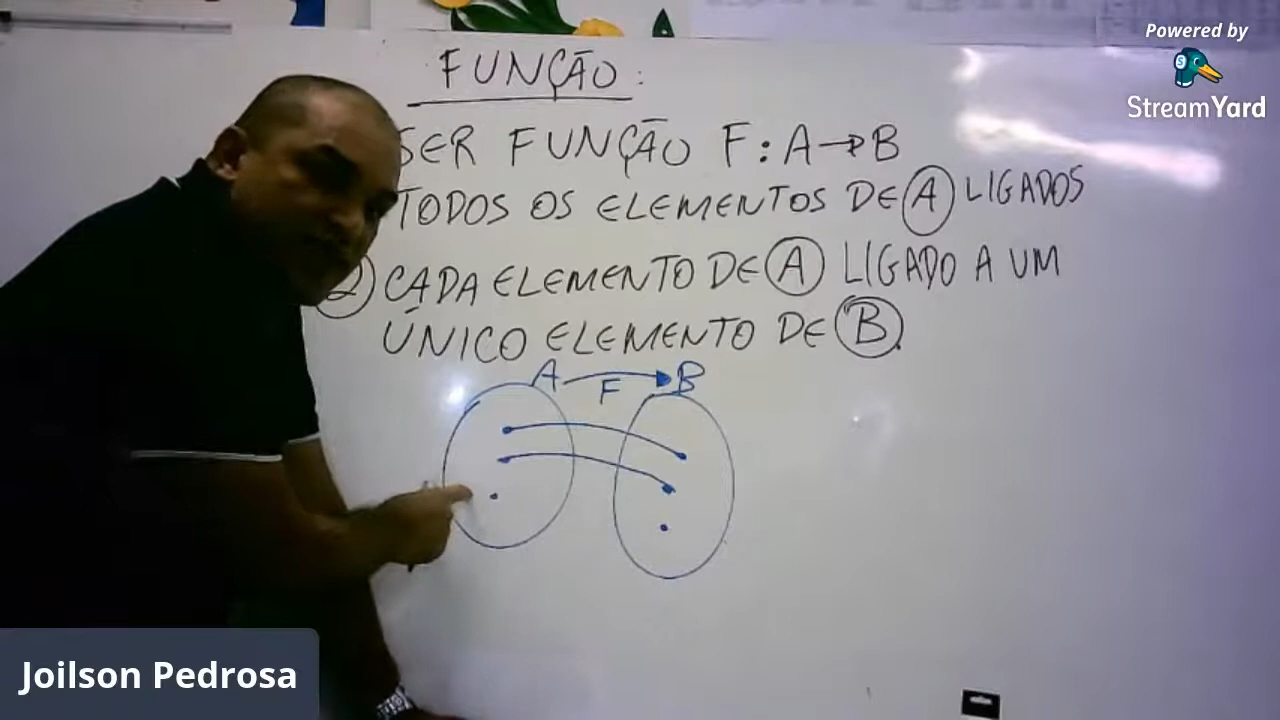 Powered by
StreamYard
FUNÇÃO:
SER FUNÇÃO F: A→B
TODOS OS ELEMENTOS DE A LIGADOS
2 CADA ELEMENTO DE A LIGADO A UM
ÚNICO ELEMENTO DE B.
A B
F
Joilson Pedrosa